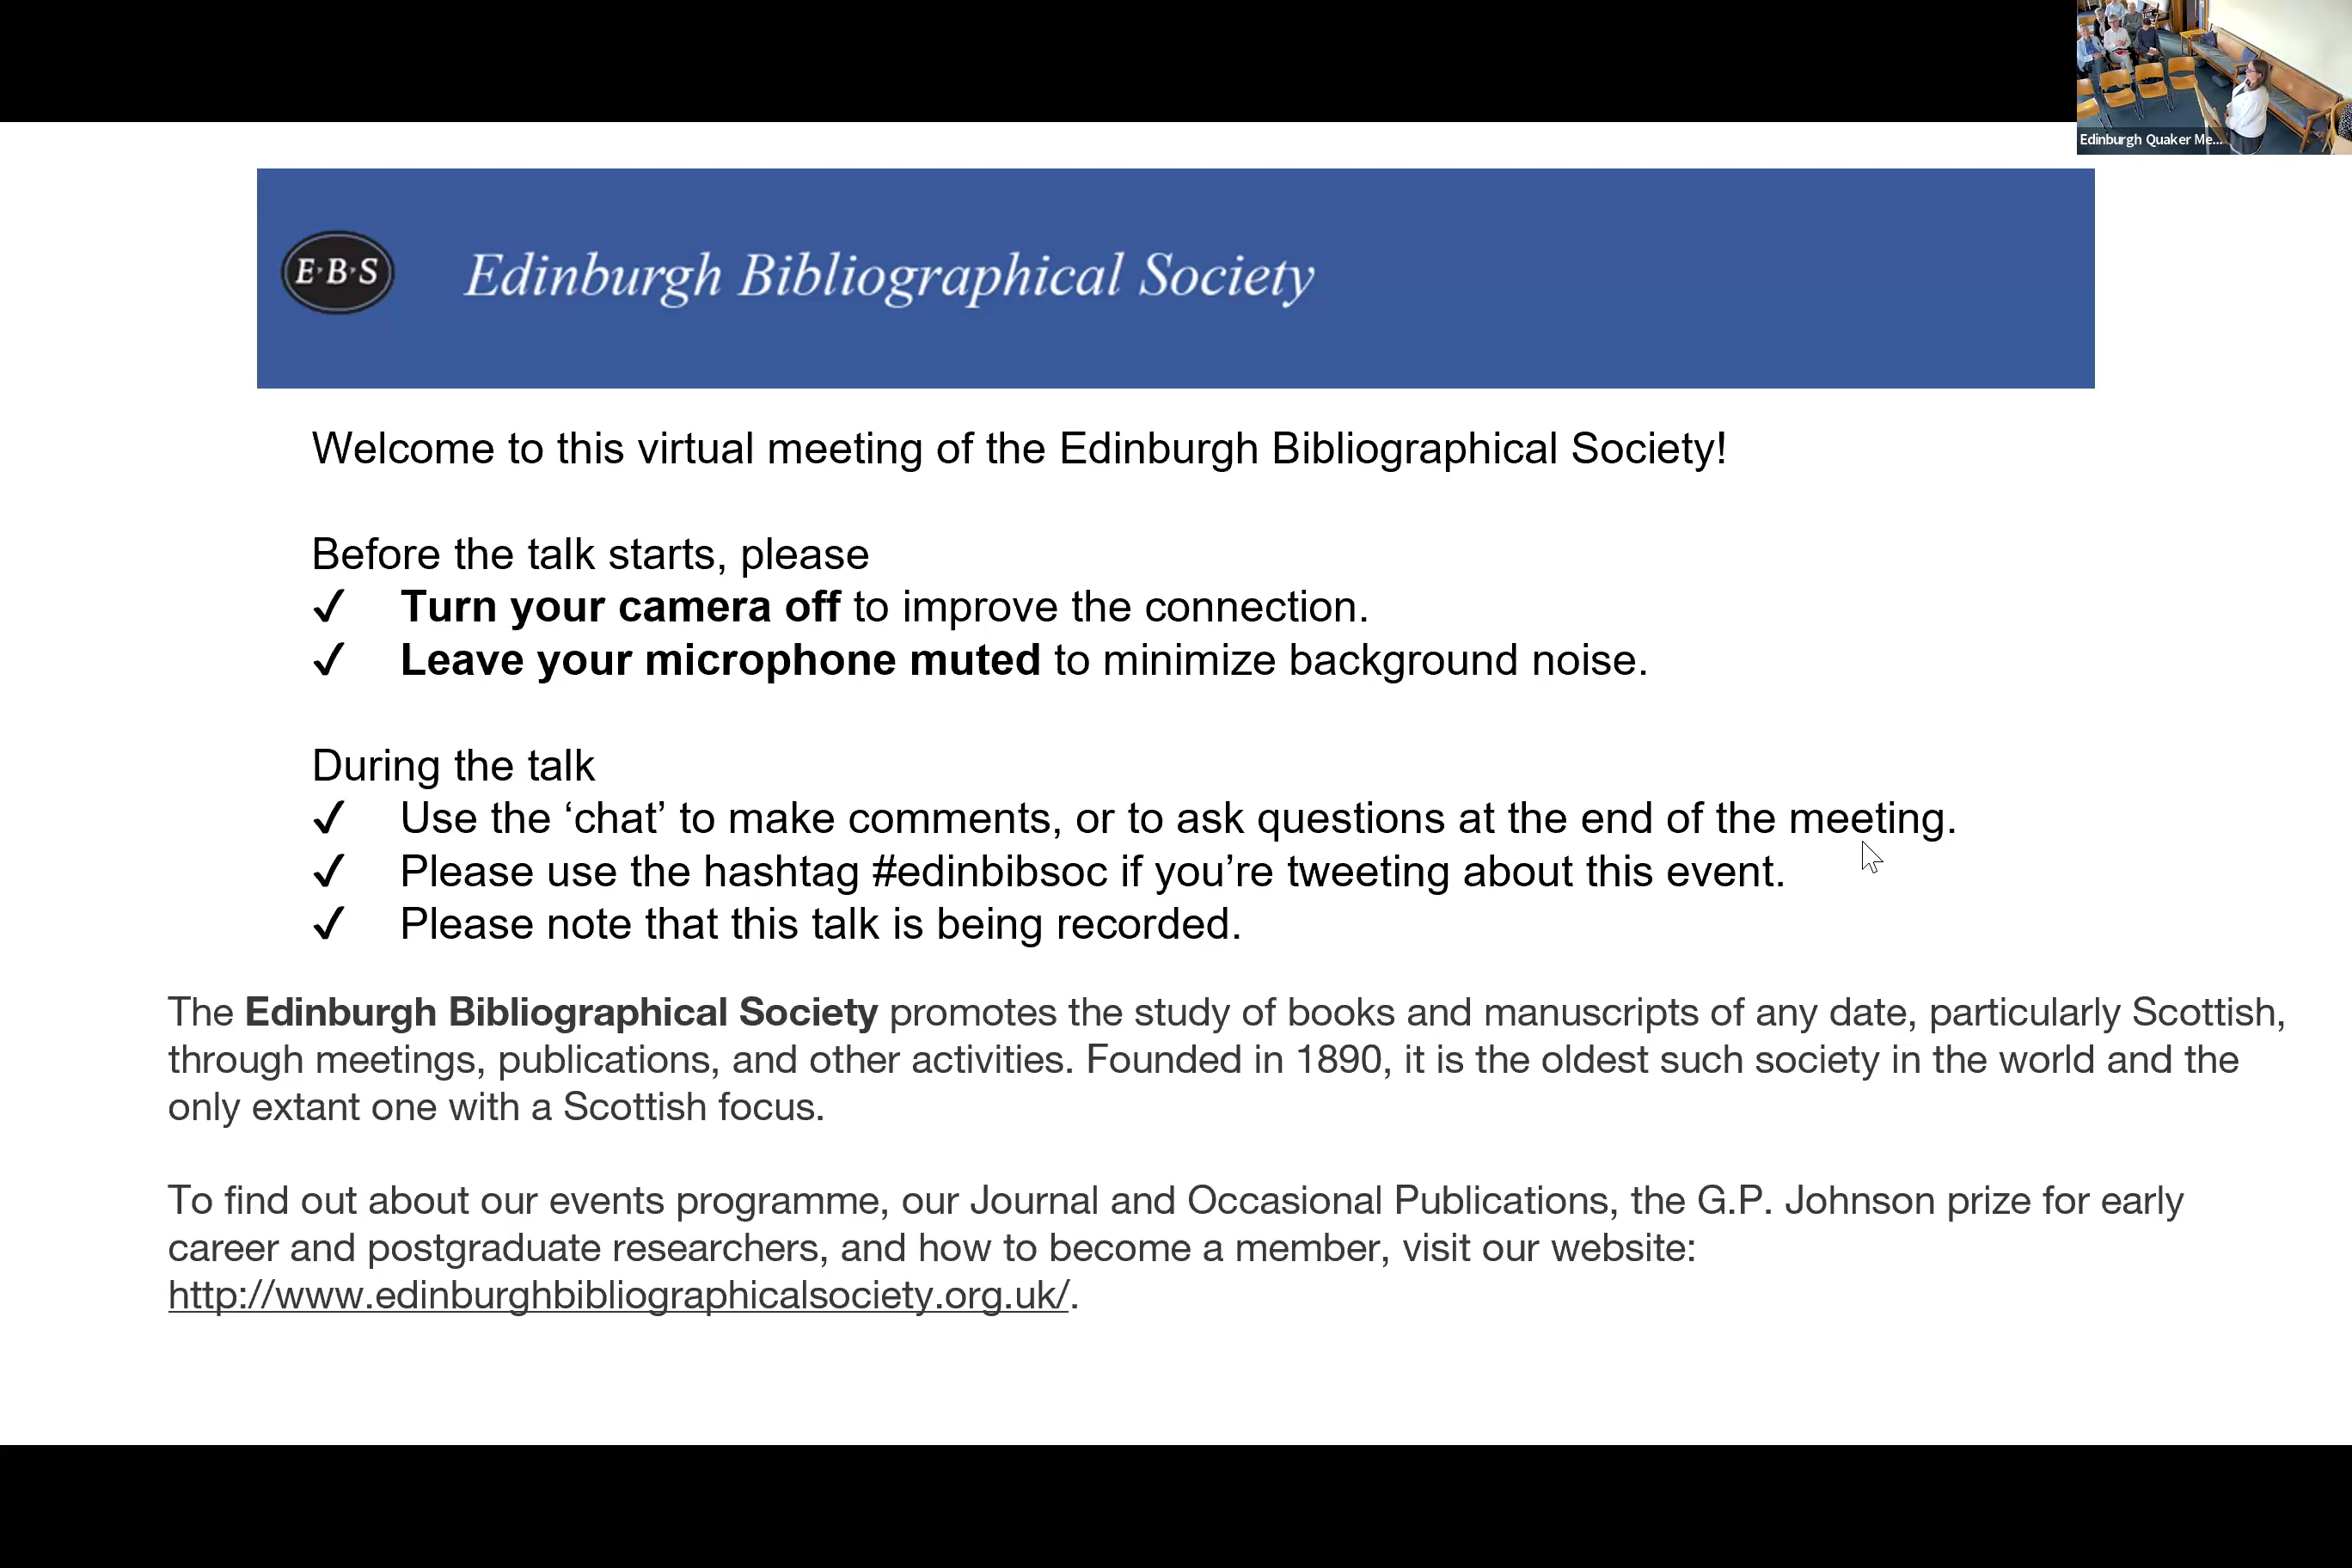 Edinburgh Quaker Me...
E·B·S
Edinburgh Bibliographical Society
Welcome to this virtual meeting of the Edinburgh Bibliographical Society!
Before the talk starts, please
✓ Turn your camera off to improve the connection.
✓ Leave your microphone muted to minimize background noise.
During the talk
✓ Use the ‘chat’ to make comments, or to ask questions at the end of the meeting.
✓ Please use the hashtag #edinbibsoc if you’re tweeting about this event.
✓ Please note that this talk is being recorded.
The Edinburgh Bibliographical Society promotes the study of books and manuscripts of any date, particularly Scottish,
through meetings, publications, and other activities. Founded in 1890, it is the oldest such society in the world and the
only extant one with a Scottish focus.
To find out about our events programme, our Journal and Occasional Publications, the G.P. Johnson prize for early
career and postgraduate researchers, and how to become a member, visit our website:
http://www.edinburghbibliographicalsociety.org.uk/.